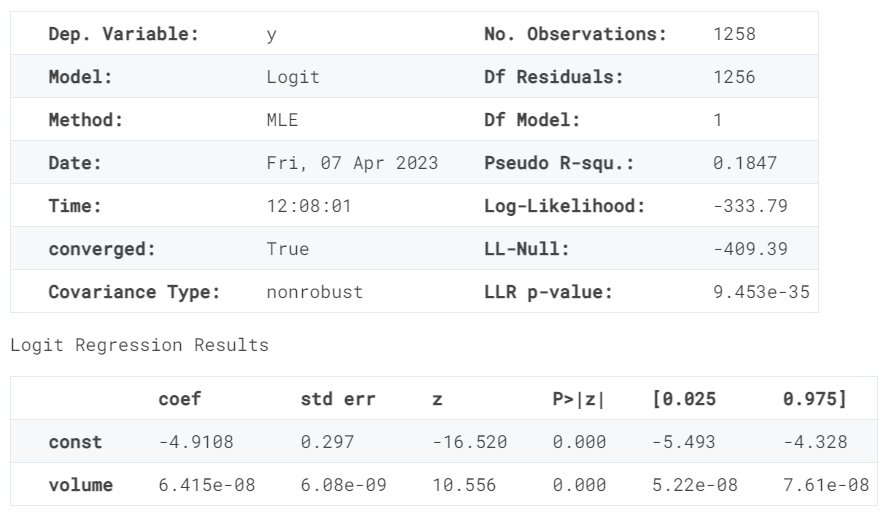 Dep. Variable: y No. Observations: 1258
Model: Logit Df Residuals: 1256
Method: MLE Df Model: 1
Date: Fri, 07 Apr 2023 Pseudo R-squ.: 0.1847
Time: 12:08:01 Log-Likelihood: -333.79
converged: True LL-Null: -409.39
Covariance Type: nonrobust LLR p-value: 9.453e-35
Logit Regression Results
coef std err z P>|z| [0.025 0.975]
const -4.9108 0.297 -16.520 0.000 -5.493 -4.328
volume 6.415e-08 6.08e-09 10.556 0.000 5.22e-08 7.61e-08